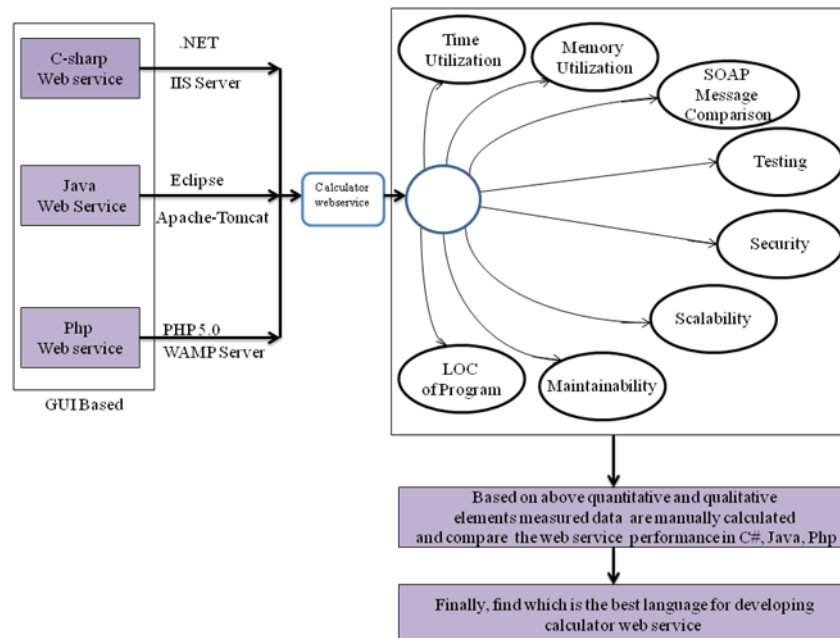 C-sharp
Web service
.NET
IIS Server
Java
Web Service
Eclipse
Apache-Tomcat
Php
Web service
PHP 5.0
WAMP Server
GUI Based
Calculator
webservice
Time
Utilization
Memory
Utilization
SOAP
Message
Comparison
Testing
Security
Scalability
Maintainability
LOC
of Program
Based on above quantitative and qualitative
elements measured data are manually calculated
and compare the web service performance in C#, Java, Php
Finally, find which is the best language for developing
calculator web service